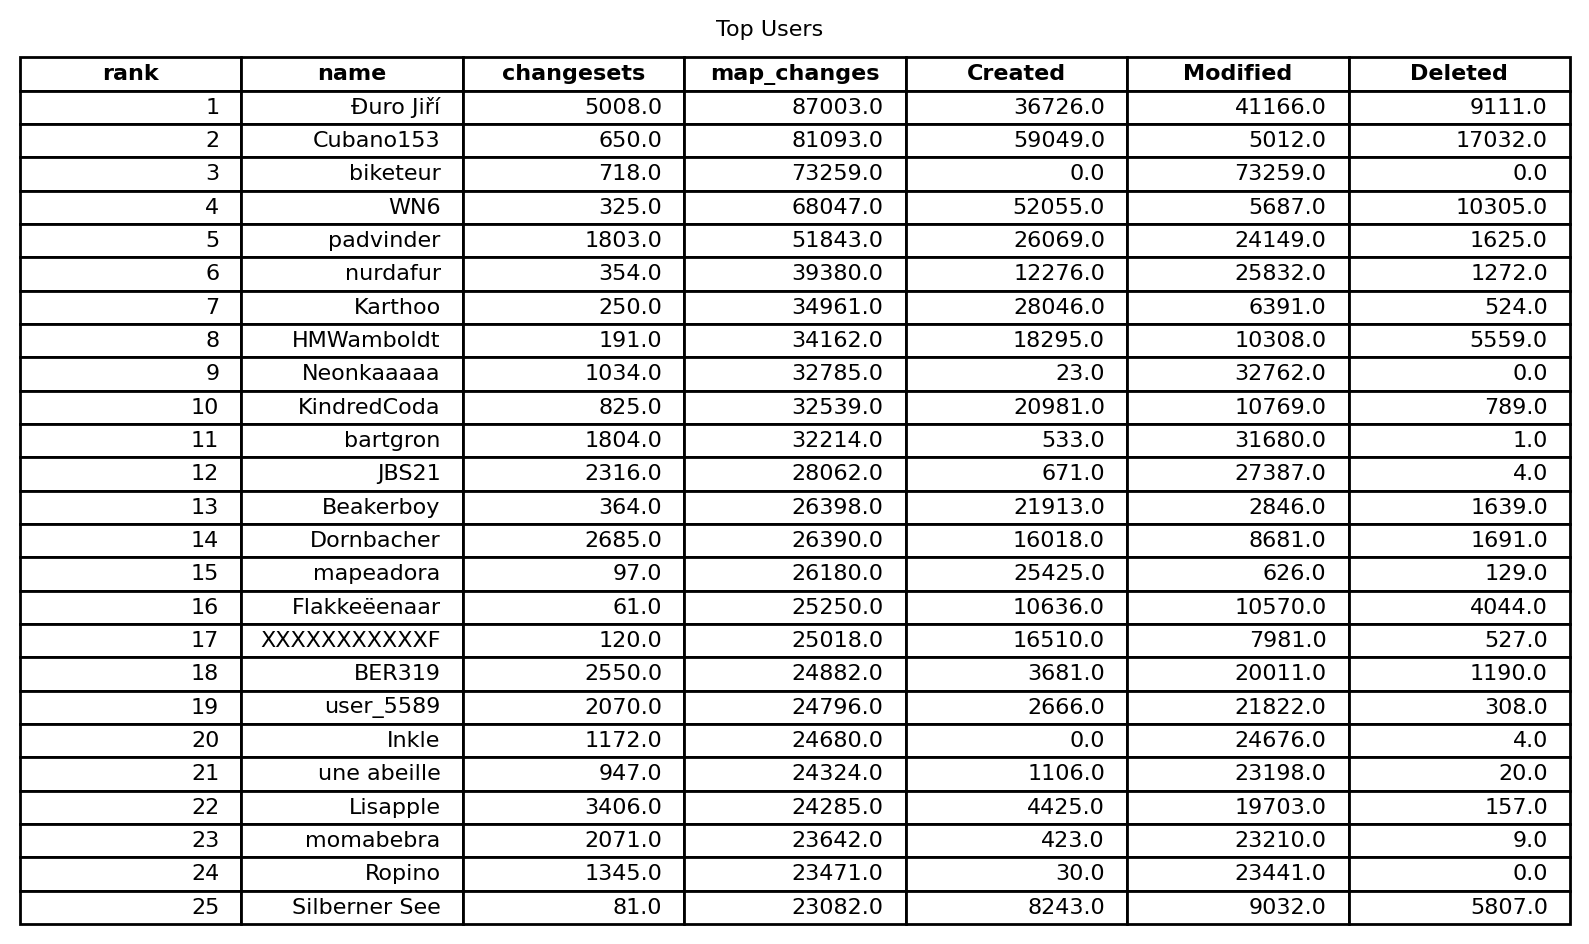 Top Users
rank name changesets map_changes Created Modified Deleted
1 Đuro Jiří 5008.0 87003.0 36726.0 41166.0 9111.0
2 Cubano153 650.0 81093.0 59049.0 5012.0 17032.0
3 biketeur 718.0 73259.0 0.0 73259.0 0.0
4 WN6 325.0 68047.0 52055.0 5687.0 10305.0
5 padvinder 1803.0 51843.0 26069.0 24149.0 1625.0
6 nurdafur 354.0 39380.0 12276.0 25832.0 1272.0
7 Karthoo 250.0 34961.0 28046.0 6391.0 524.0
8 HMWamboldt 191.0 34162.0 18295.0 10308.0 5559.0
9 Neonkaaaaa 1034.0 32785.0 23.0 32762.0 0.0
10 KindredCoda 825.0 32539.0 20981.0 10769.0 789.0
11 bartgron 1804.0 32214.0 533.0 31680.0 1.0
12 JBS21 2316.0 28062.0 671.0 27387.0 4.0
13 Beakerboy 364.0 26398.0 21913.0 2846.0 1639.0
14 Dornbacher 2685.0 26390.0 16018.0 8681.0 1691.0
15 mapeadora 97.0 26180.0 25425.0 626.0 129.0
16 Flakkeëenaar 61.0 25250.0 10636.0 10570.0 4044.0
17 XXXXXXXXXXXF 120.0 25018.0 16510.0 7981.0 527.0
18 BER319 2550.0 24882.0 3681.0 20011.0 1190.0
19 user_5589 2070.0 24796.0 2666.0 21822.0 308.0
20 Inkle 1172.0 24680.0 0.0 24676.0 4.0
21 une abeille 947.0 24324.0 1106.0 23198.0 20.0
22 Lisapple 3406.0 24285.0 4425.0 19703.0 157.0
23 momabebra 2071.0 23642.0 423.0 23210.0 9.0
24 Ropino 1345.0 23471.0 30.0 23441.0 0.0
25 Silberner See 81.0 23082.0 8243.0 9032.0 5807.0